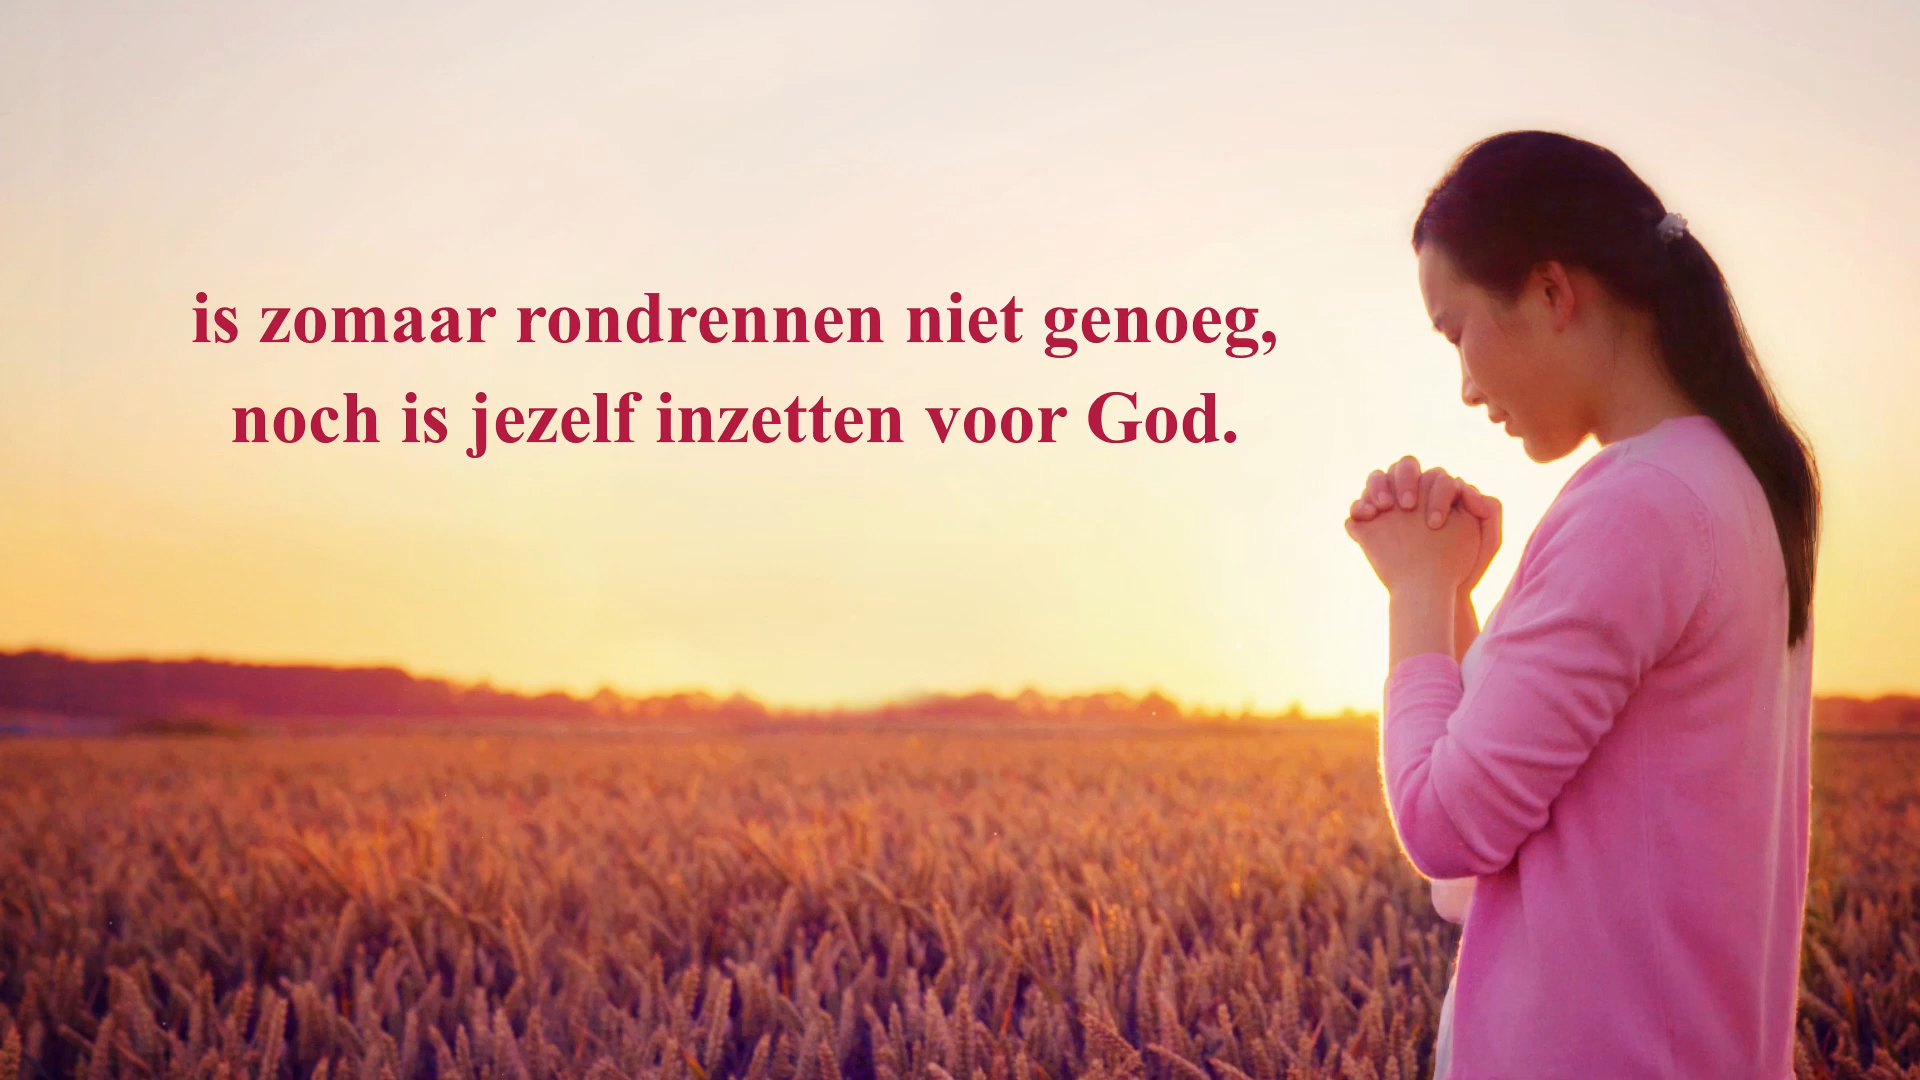 is zomaar rondrennen niet genoeg,
noch is jezelf inzetten voor God.